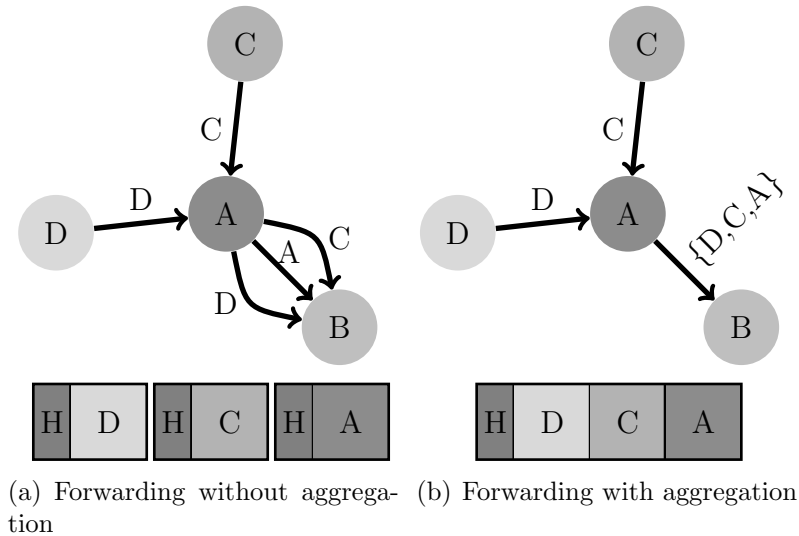 C
C
D
D
A
C
A
D
B
H D H C H A
(a) Forwarding without aggrega-
tion
C
C
D
D
A
{D,C,A}
B
H D C A
(b) Forwarding with aggregation